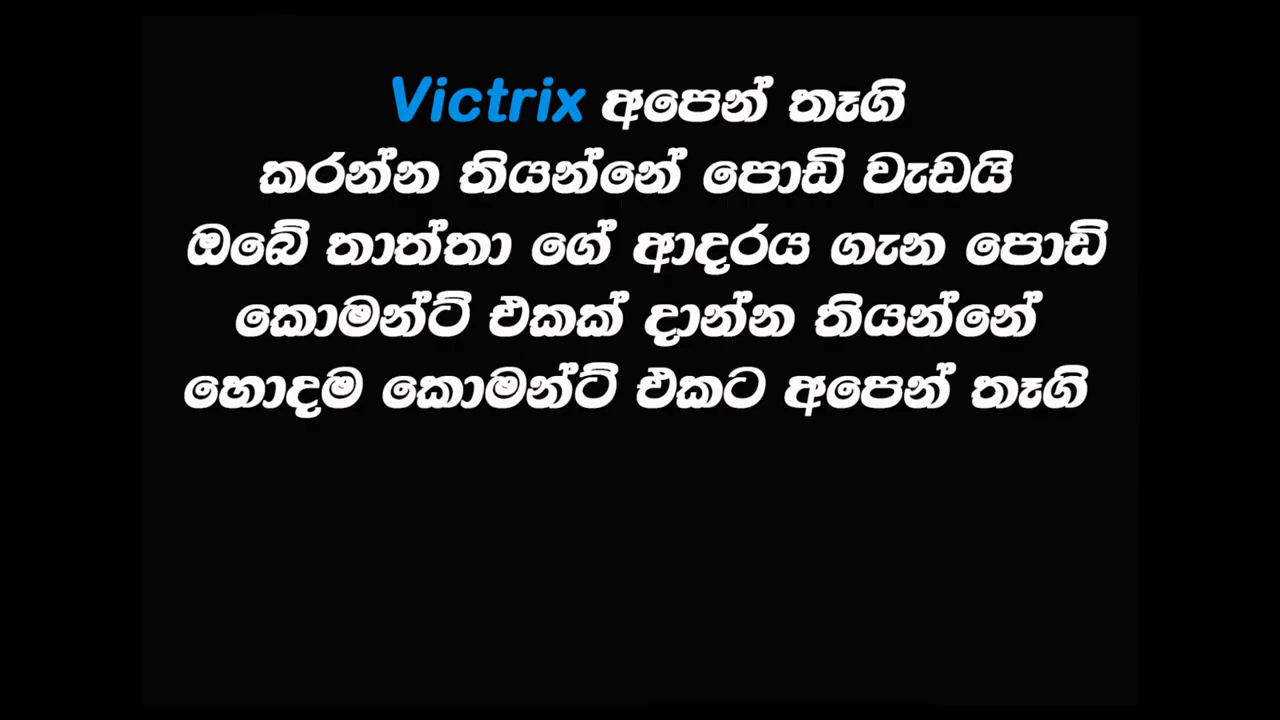 Victrix අපෙන් තෑගි
කරන්න තියන්නේ පොඩි වැඩයි
ඔබේ තාත්තා ගේ ආදරය ගැන පොඩි
කොමන්ට් එකක් දාන්න තියන්නේ
හොදම කොමන්ට් එකට අපෙන් තෑගි